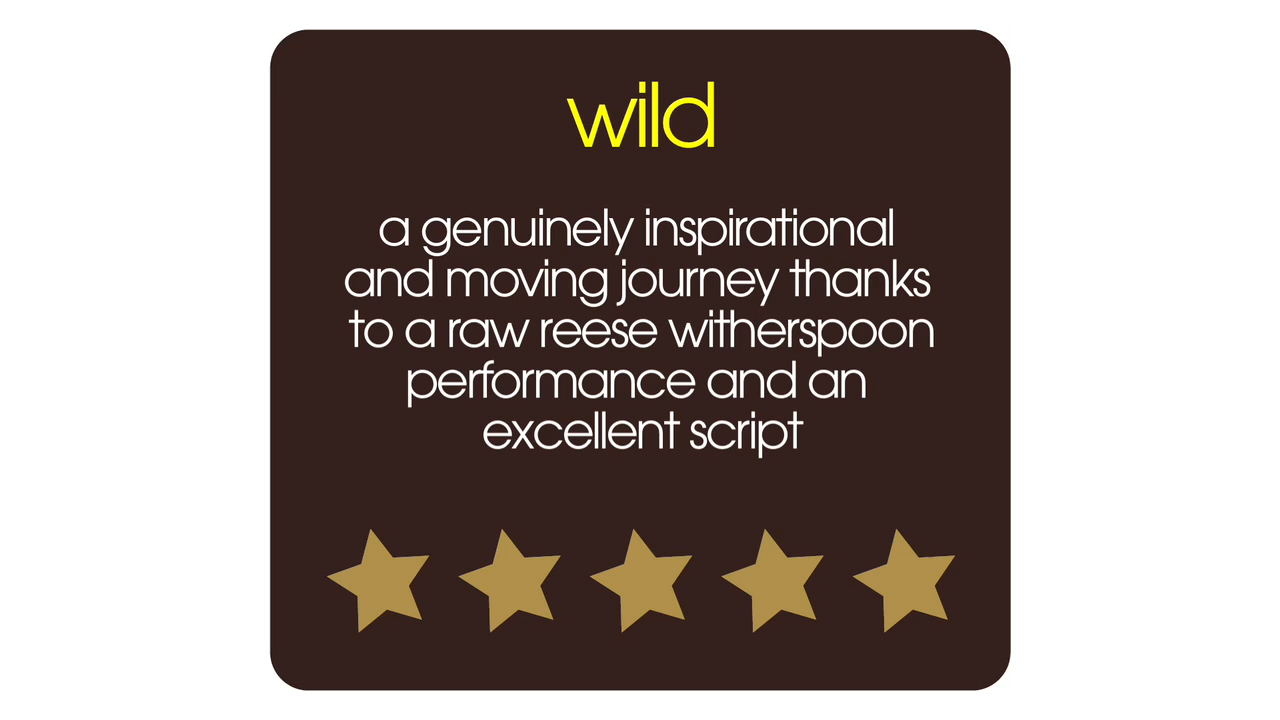 wild
a genuinely inspirational
and moving journey thanks
to a raw reese witherspoon
performance and an
excellent script